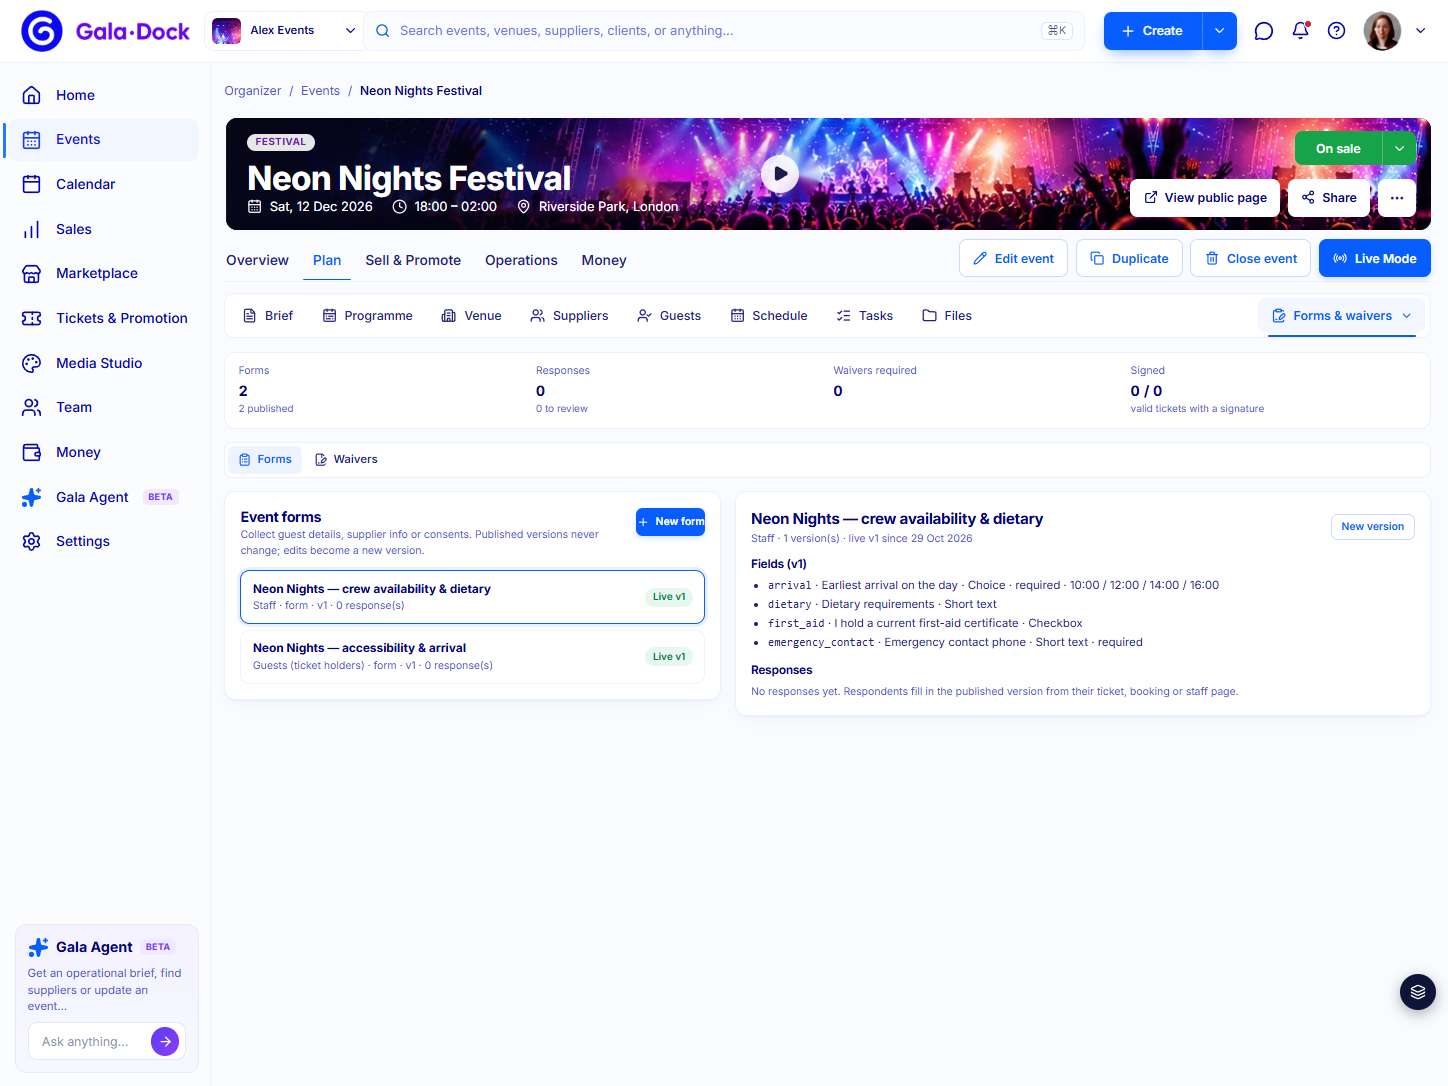 Gala·Dock
Alex Events
Search events, venues, suppliers, clients, or anything...
⌘K
+ Create
Home
Events
Calendar
Sales
Marketplace
Tickets & Promotion
Media Studio
Team
Money
Gala Agent BETA
Settings
Organizer / Events / Neon Nights Festival
FESTIVAL
Neon Nights Festival
Sat, 12 Dec 2026 18:00 – 02:00 Riverside Park, London
On sale
View public page
Share
Overview Plan Sell & Promote Operations Money
Edit event
Duplicate
Close event
Live Mode
Brief Programme Venue Suppliers Guests Schedule Tasks Files Forms & waivers
Forms
2
2 published
Responses
0
0 to review
Waivers required
0
Signed
0 / 0
valid tickets with a signature
Forms Waivers
Event forms
Collect guest details, supplier info or consents. Published versions never
change; edits become a new version.
+ New form
Neon Nights — crew availability & dietary
Staff · form · v1 · 0 response(s)
Live v1
Neon Nights — accessibility & arrival
Guests (ticket holders) · form · v1 · 0 response(s)
Live v1
Neon Nights — crew availability & dietary
Staff · 1 version(s) · live v1 since 29 Oct 2026
New version
Fields (v1)
• arrival · Earliest arrival on the day · Choice · required · 10:00 / 12:00 / 14:00 / 16:00
• dietary · Dietary requirements · Short text
• first_aid · I hold a current first-aid certificate · Checkbox
• emergency_contact · Emergency contact phone · Short text · required
Responses
No responses yet. Respondents fill in the published version from their ticket, booking or staff page.
Gala Agent BETA
Get an operational brief, find
suppliers or update an
event...
Ask anything...